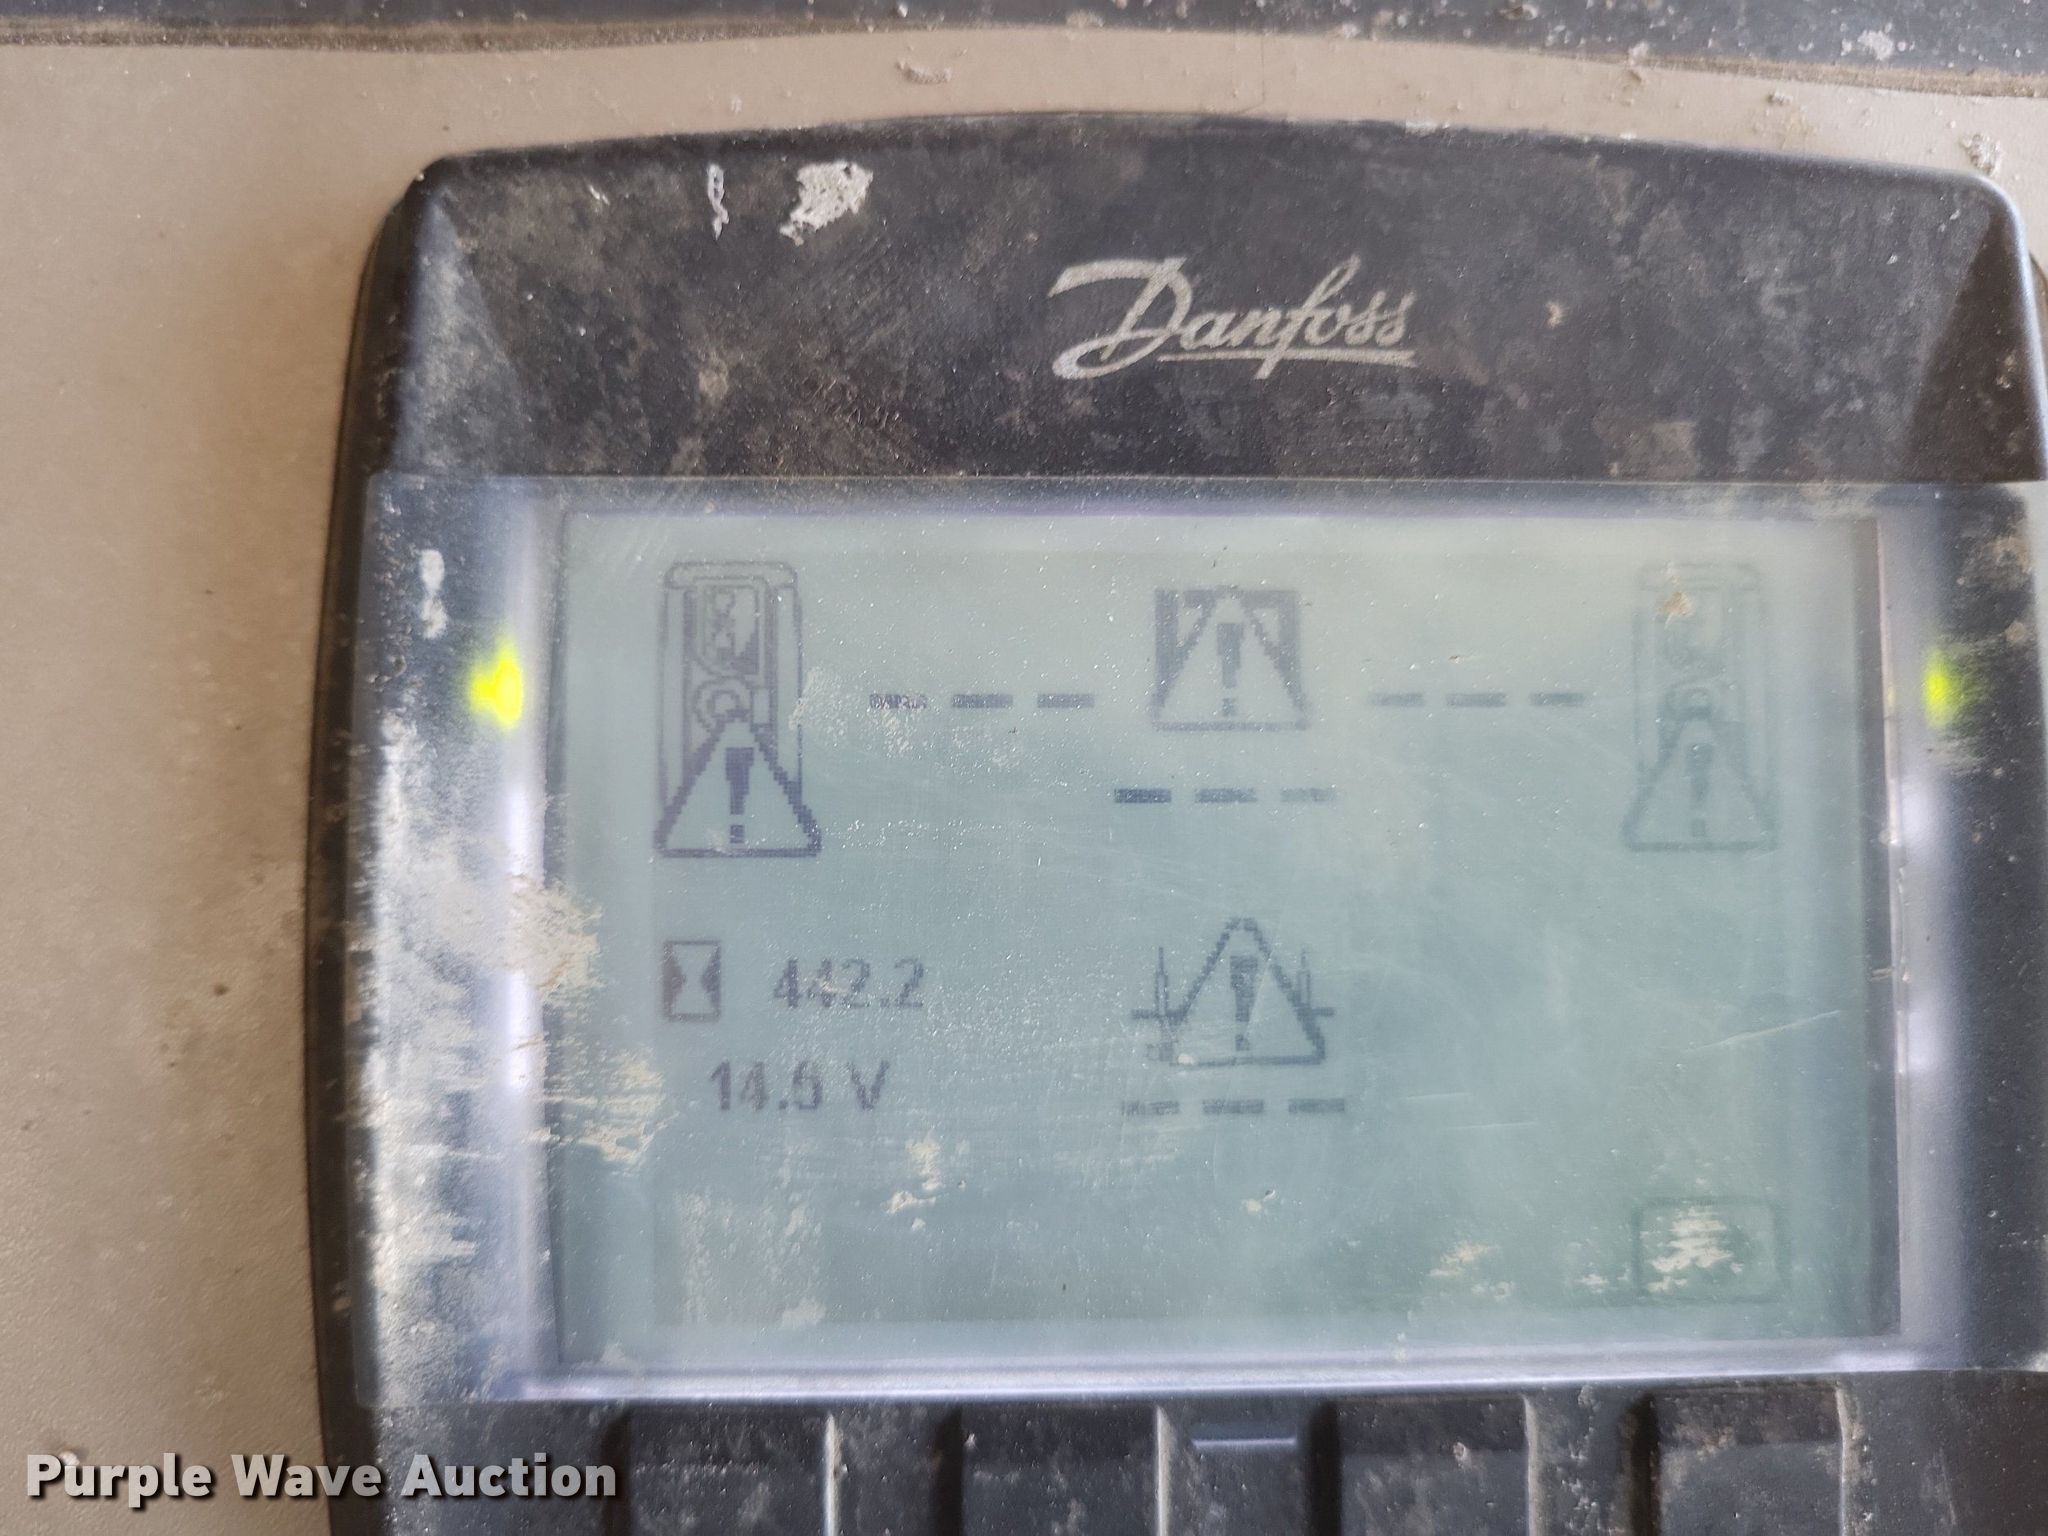 Danfoss
442.2
14.5 V
Purple Wave Auction